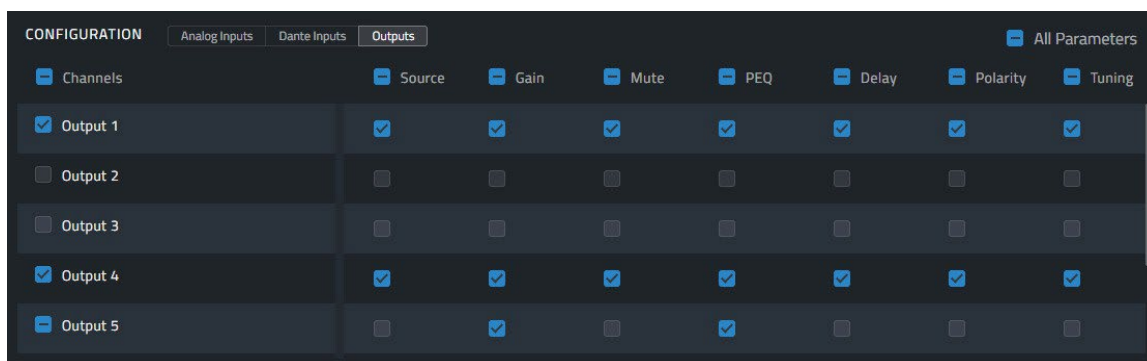 CONFIGURATION Analog Inputs Dante Inputs Outputs All Parameters
Channels Source Gain Mute PEQ Delay Polarity Tuning
Output 1
Output 2
Output 3
Output 4
Output 5